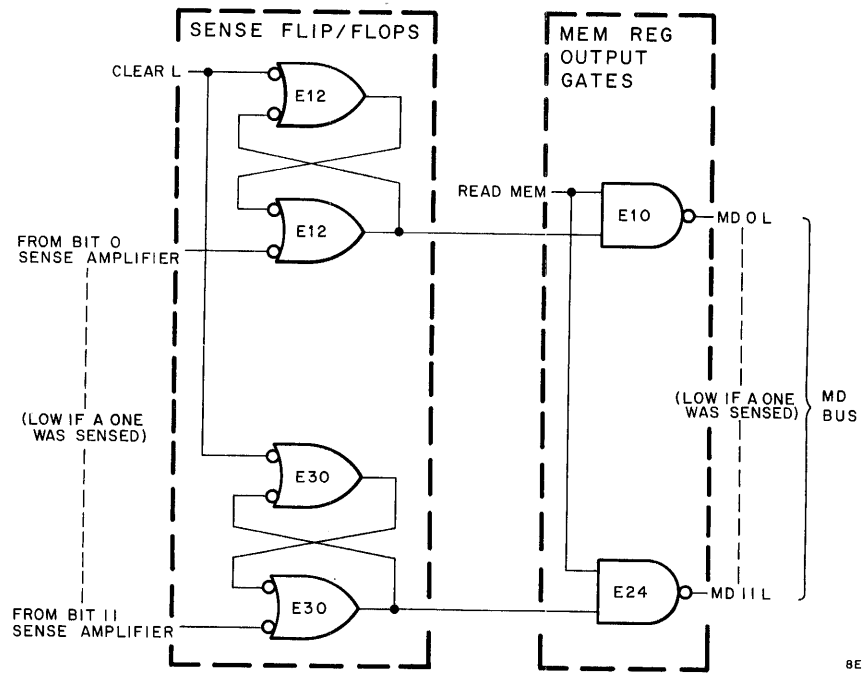 SENSE FLIP/FLOPS
MEM REG
OUTPUT
GATES
CLEAR L
E12
E12
READ MEM
E10
MD 0 L
FROM BIT 0
SENSE AMPLIFIER
(LOW IF A ONE
WAS SENSED)
(LOW IF A ONE
WAS SENSED)
MD
BUS
E30
E30
E24
MD 11 L
FROM BIT 11
SENSE AMPLIFIER
8E